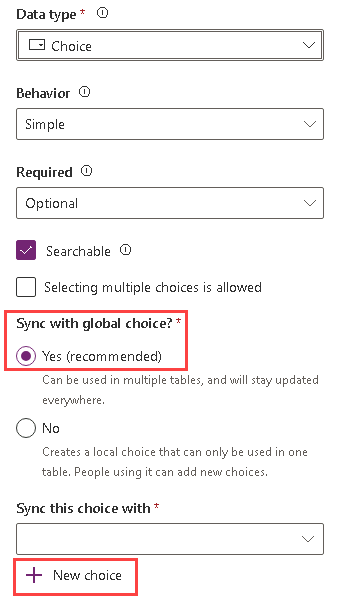 Data type *
Choice
Behavior
Simple
Required
Optional
Searchable
Selecting multiple choices is allowed
Sync with global choice? *
Yes (recommended)
Can be used in multiple tables, and will stay updated
everywhere.
No
Creates a local choice that can only be used in one
table. People using it can add new choices.
Sync this choice with *
New choice